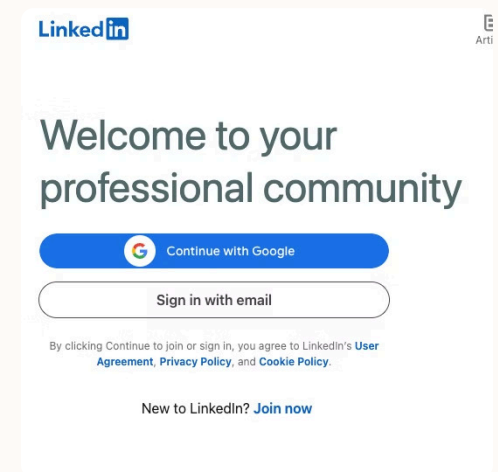 LinkedIn
Arti
Welcome to your
professional community
Continue with Google
Sign in with email
By clicking Continue to join or sign in, you agree to LinkedIn's User
Agreement, Privacy Policy, and Cookie Policy.
New to LinkedIn? Join now